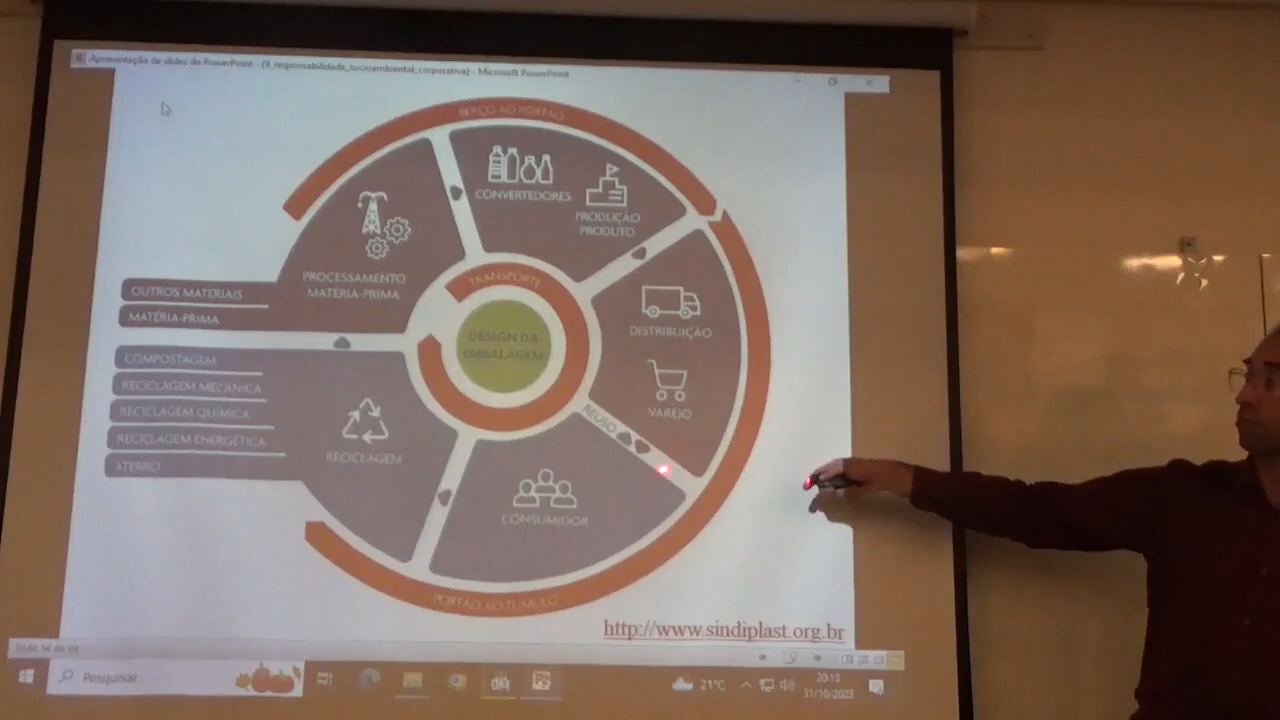 Apresentação de slides do PowerPoint - [9_responsabilidade_socioambiental_corporativa] - Microsoft PowerPoint
BERÇO AO PORTÃO
CONVERTEDORES
PRODUÇÃO
PRODUTO
PROCESSAMENTO
MATÉRIA-PRIMA
OUTROS MATERIAIS
MATÉRIA-PRIMA
TRANSPORTE
DESIGN DA
EMBALAGEM
DISTRIBUIÇÃO
VAREJO
REUSO
COMPOSTAGEM
RECICLAGEM MECÂNICA
RECICLAGEM QUÍMICA
RECICLAGEM ENERGÉTICA
ATERRO
RECICLAGEM
CONSUMIDOR
PORTÃO AO TÚMULO
http://www.sindiplast.org.br
Pesquisar
21°C
20:13
31/10/2023